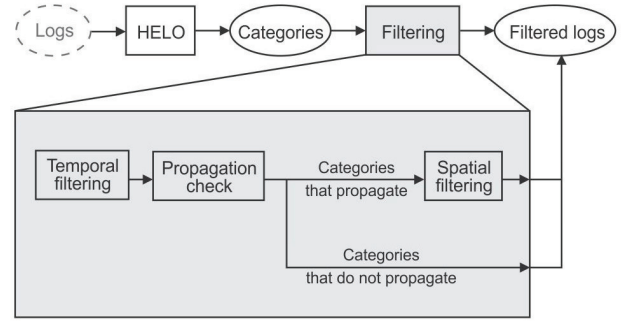 Logs
HELO
Categories
Filtering
Filtered logs
Temporal
filtering
Propagation
check
Categories
that propagate
Spatial
filtering
Categories
that do not propagate